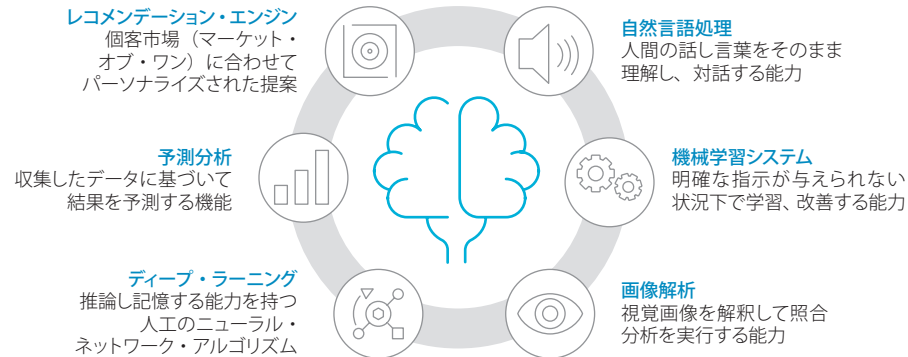 レコメンデーション・エンジン
個客市場（マーケット・
オブ・ワン）に合わせて
パーソナライズされた提案
自然言語処理
人間の話し言葉をそのまま
理解し、対話する能力
予測分析
収集したデータに基づいて
結果を予測する機能
機械学習システム
明確な指示が与えられない
状況下で学習、改善する能力
ディープ・ラーニング
推論し記憶する能力を持つ
人工のニューラル・
ネットワーク・アルゴリズム
画像解析
視覚画像を解釈して照合
分析を実行する能力